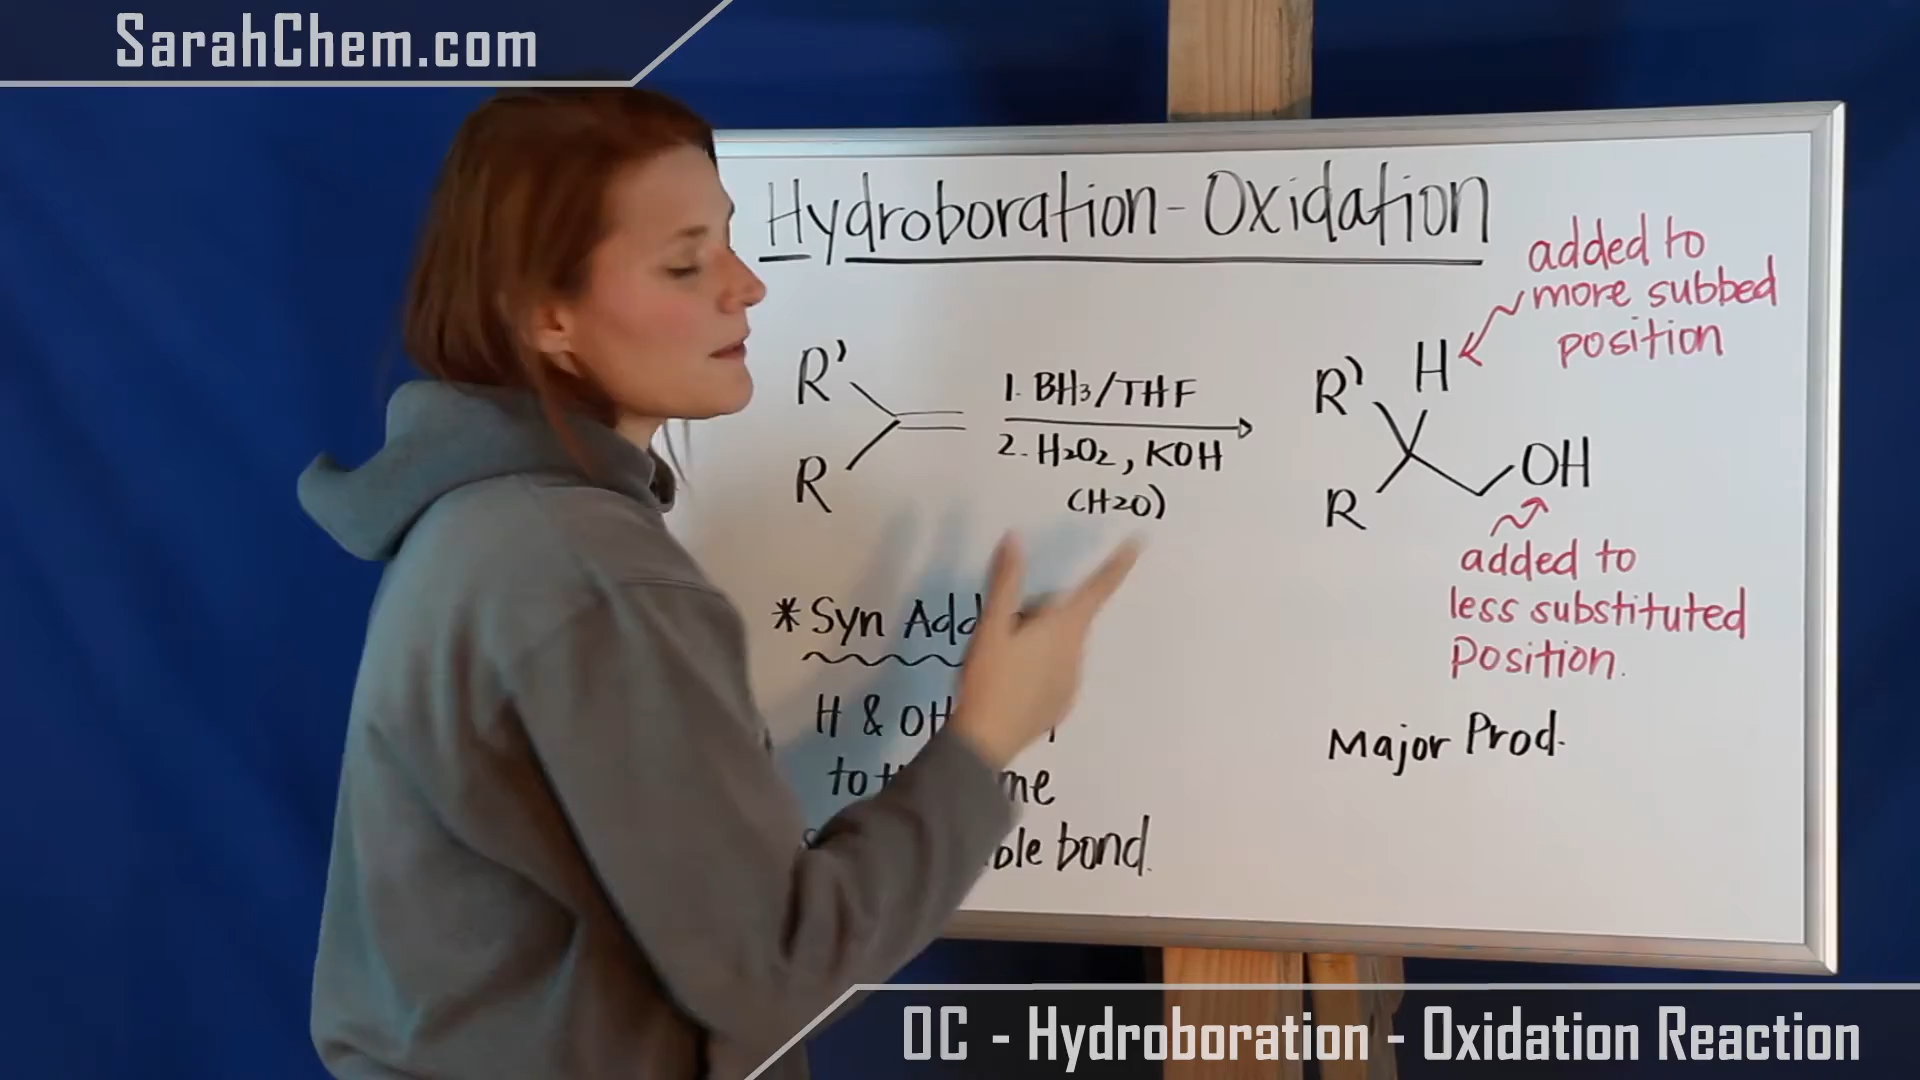 SarahChem.com
Hydroboration-Oxidation
added to
more subbed
position
R' R
1. BH3/THF
2. H2O2, KOH
(H2O)
R' H
R OH
added to
less substituted
Position.
*Syn Add
H & OH
to me
bond.
Major Prod.
OC - Hydroboration - Oxidation Reaction